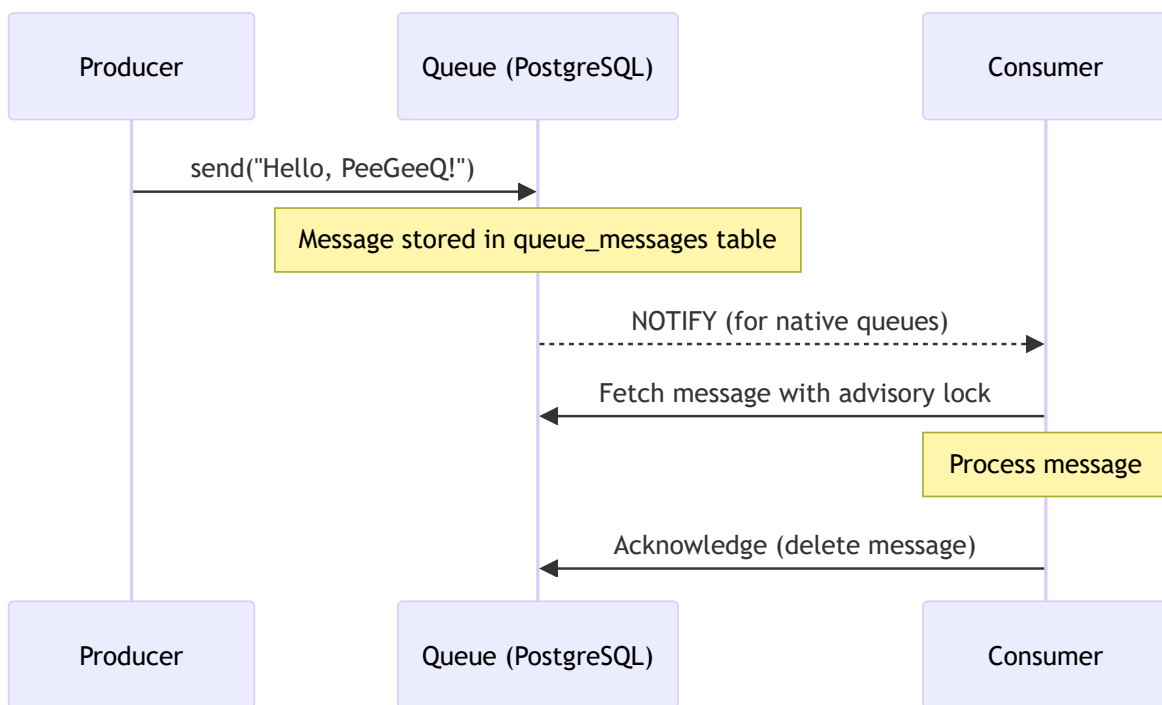 Producer
Queue (PostgreSQL)
Consumer
send("Hello, PeeGeeQ!")
Message stored in queue_messages table
NOTIFY (for native queues)
Fetch message with advisory lock
Process message
Acknowledge (delete message)
Producer
Queue (PostgreSQL)
Consumer